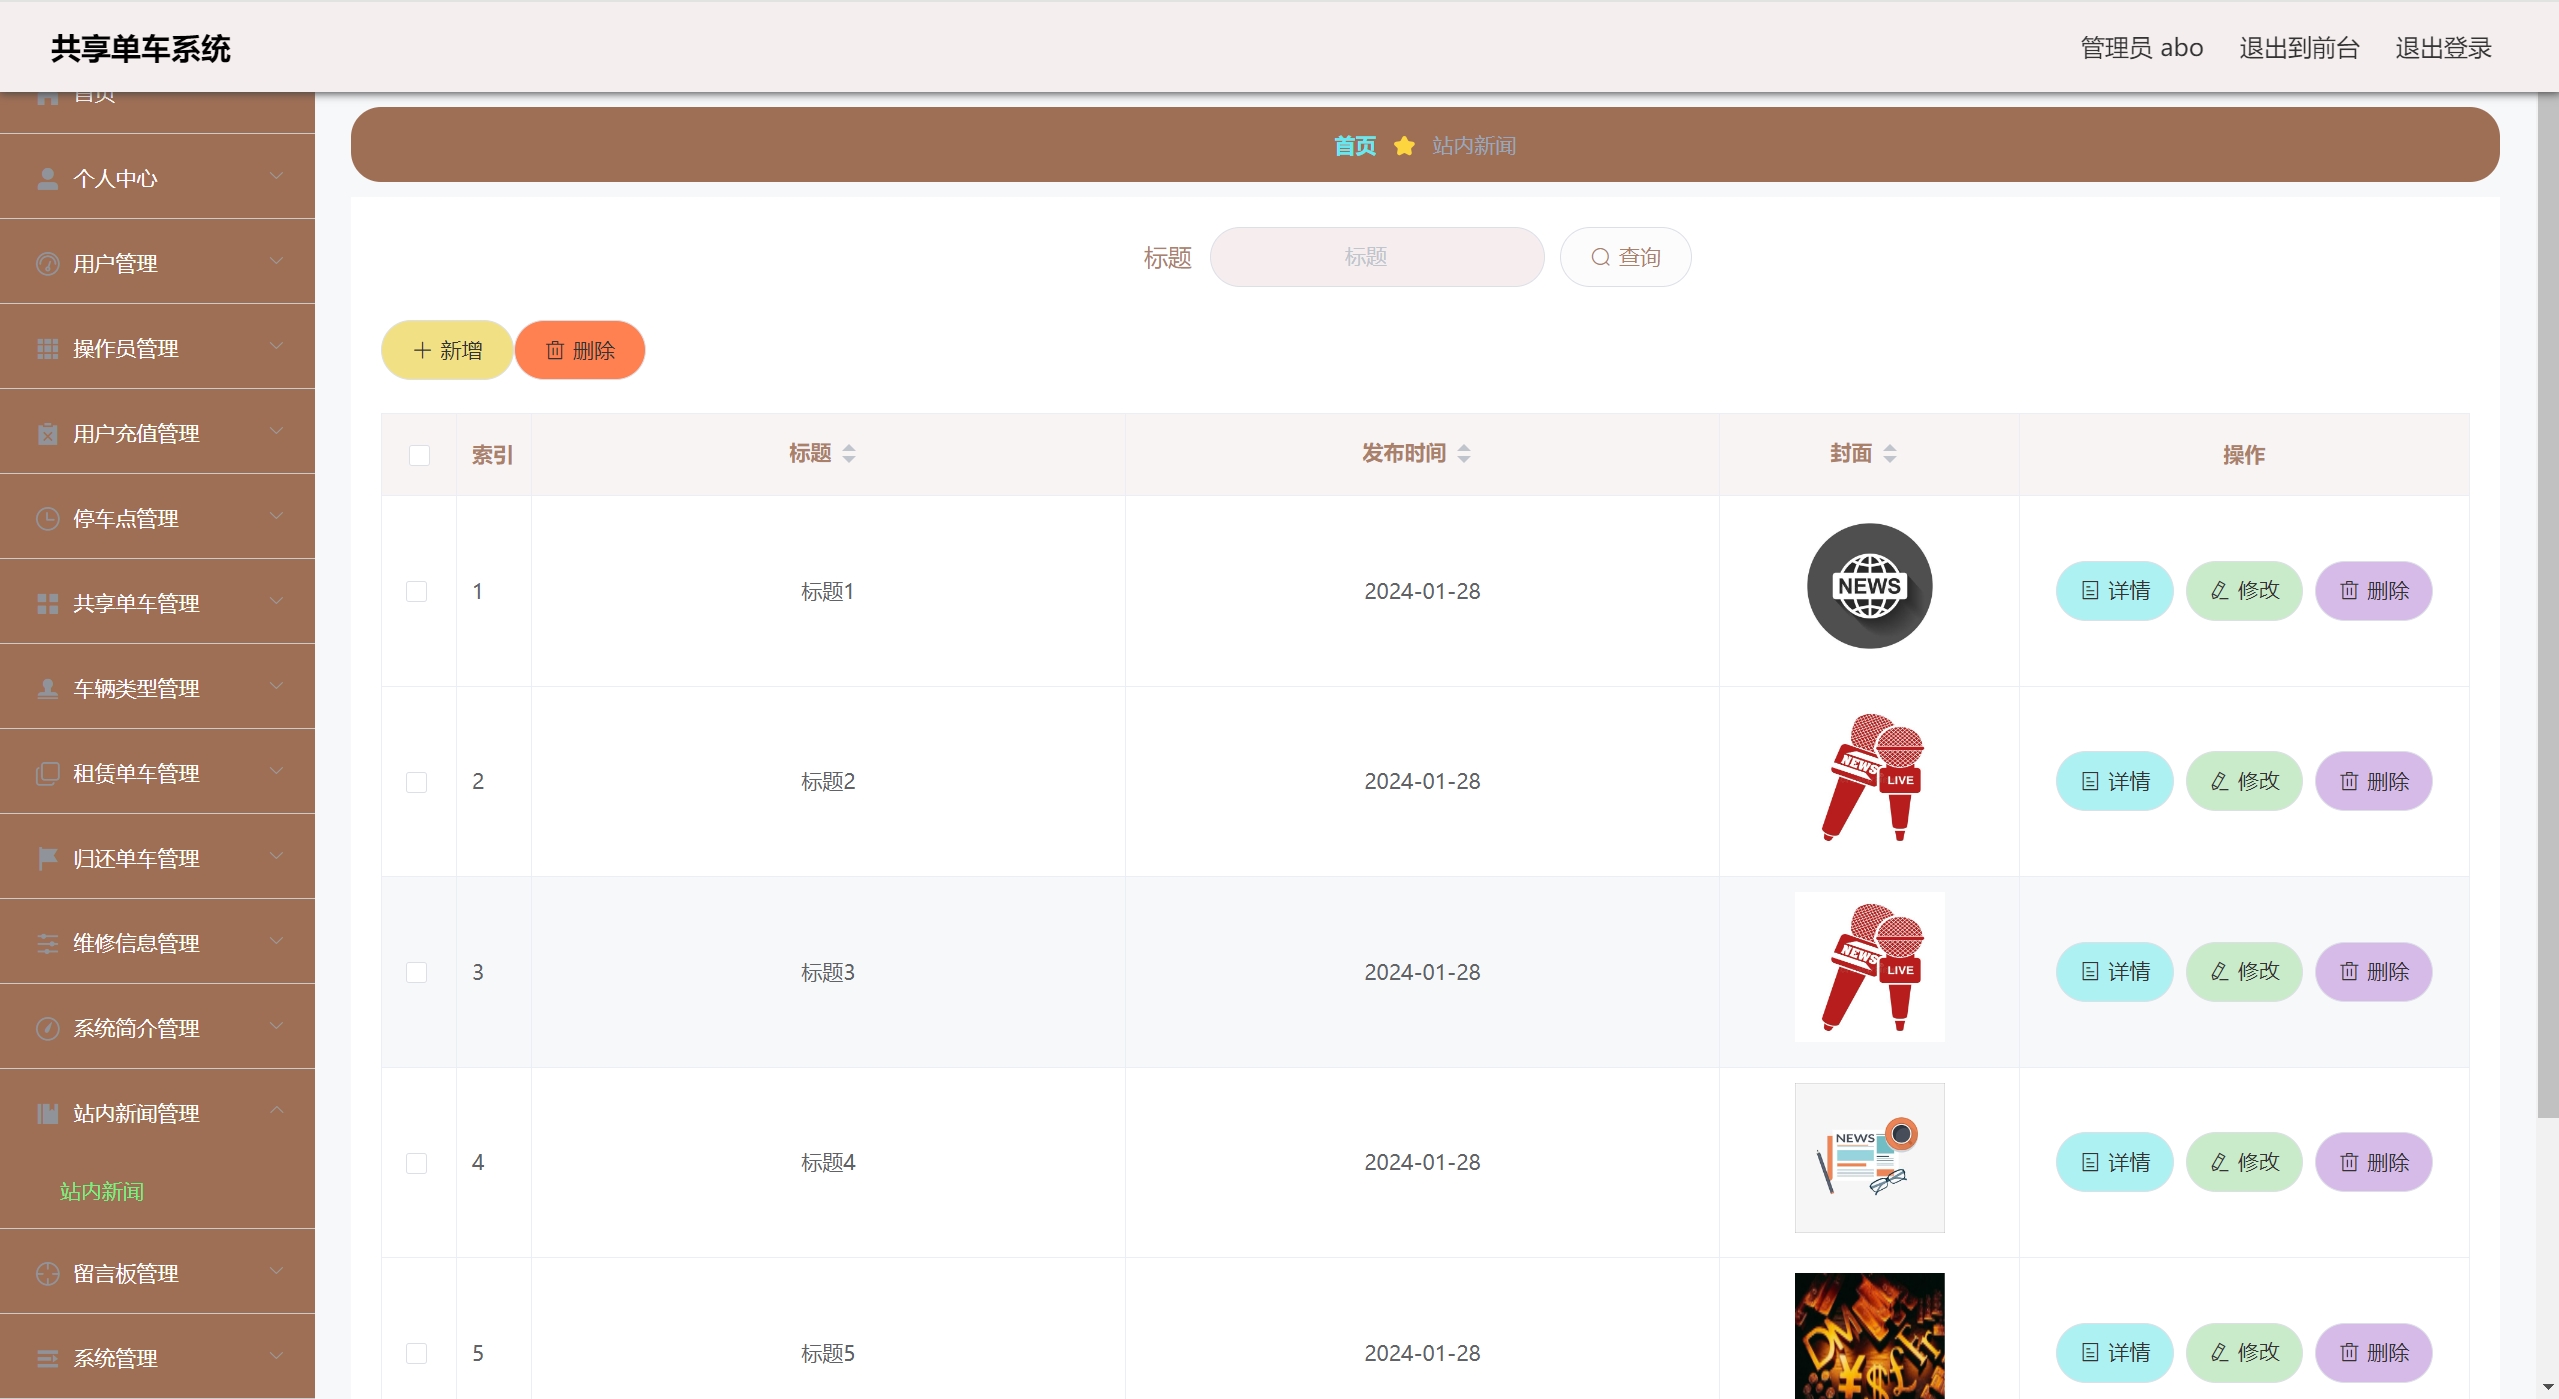 共享单车系统
管理员 abo 退出到前台 退出登录
首页
个人中心
用户管理
操作员管理
用户充值管理
停车点管理
共享单车管理
车辆类型管理
租赁单车管理
归还单车管理
维修信息管理
系统简介管理
站内新闻管理
站内新闻
留言板管理
系统管理
首页 站内新闻
标题 标题 查询
新增 删除
索引 标题 发布时间 封面 操作
1 标题1 2024-01-28 NEWS 详情 修改 删除
2 标题2 2024-01-28 NEWS LIVE 详情 修改 删除
3 标题3 2024-01-28 NEWS LIVE 详情 修改 删除
4 标题4 2024-01-28 NEWS 详情 修改 删除
5 标题5 2024-01-28 详情 修改 删除